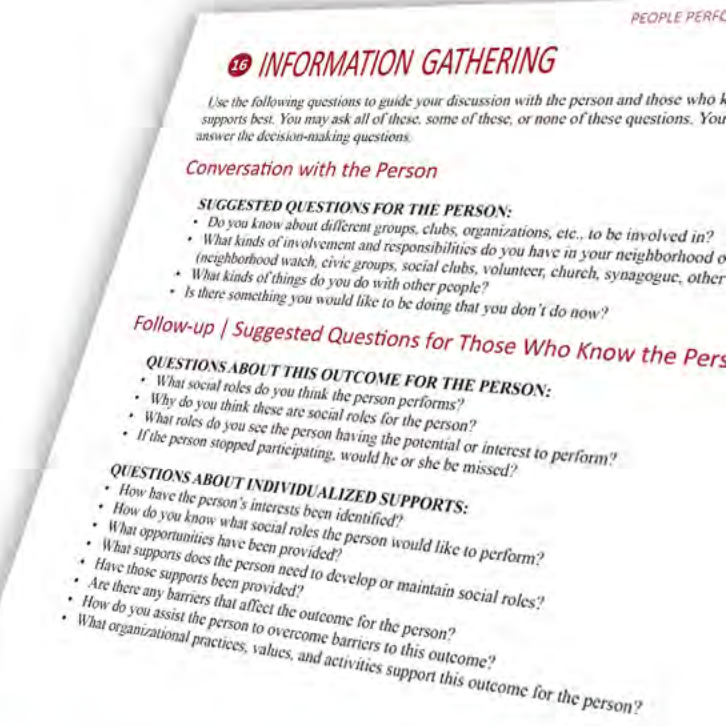 PEOPLE PERFO
16 INFORMATION GATHERING
Use the following questions to guide your discussion with the person and those who k
supports best. You may ask all of these, some of these, or none of these questions. You
answer the decision-making questions.
Conversation with the Person
SUGGESTED QUESTIONS FOR THE PERSON:
• Do you know about different groups, clubs, organizations, etc., to be involved in?
• What kinds of involvement and responsibilities do you have in your neighborhood o
(neighborhood watch, civic groups, social clubs, volunteer, church, synagogue, other
• What kinds of things do you do with other people?
• Is there something you would like to be doing that you don't do now?
Follow-up | Suggested Questions for Those Who Know the Pers
QUESTIONS ABOUT THIS OUTCOME FOR THE PERSON:
• What social roles do you think the person performs?
• Why do you think these are social roles for the person?
• What roles do you see the person having the potential or interest to perform?
• If the person stopped participating, would he or she be missed?
QUESTIONS ABOUT INDIVIDUALIZED SUPPORTS:
• How have the person's interests been identified?
• How do you know what social roles the person would like to perform?
• What opportunities have been provided?
• What supports does the person need to develop or maintain social roles?
• Have those supports been provided?
• Are there any barriers that affect the outcome for the person?
• How do you assist the person to overcome barriers to this outcome?
• What organizational practices, values, and activities support this outcome for the person?